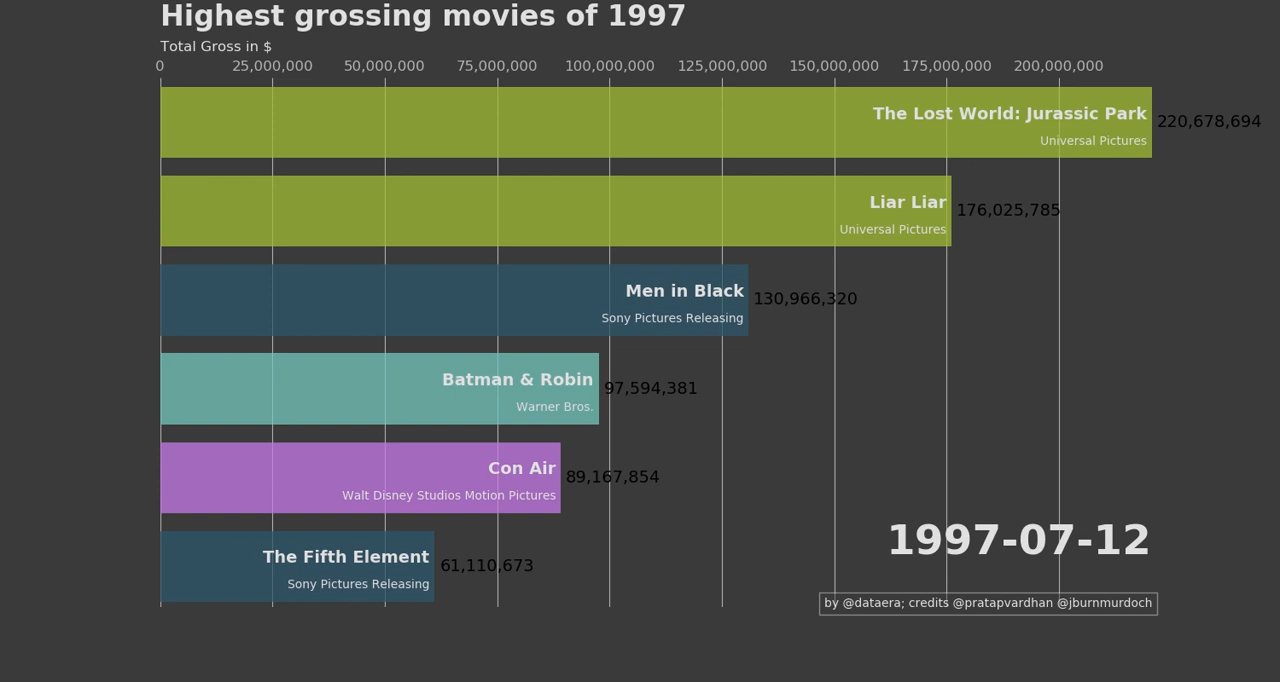 Highest grossing movies of 1997
Total Gross in $
0 25,000,000 50,000,000 75,000,000 100,000,000 125,000,000 150,000,000 175,000,000 200,000,000
The Lost World: Jurassic Park
220,678,694
Universal Pictures
Liar Liar
176,025,785
Universal Pictures
Men in Black
130,966,320
Sony Pictures Releasing
Batman & Robin
97,594,381
Warner Bros.
Con Air
89,167,854
Walt Disney Studios Motion Pictures
1997-07-12
The Fifth Element
61,110,673
Sony Pictures Releasing
by @dataera; credits @pratapvardhan @jburnmurdoch